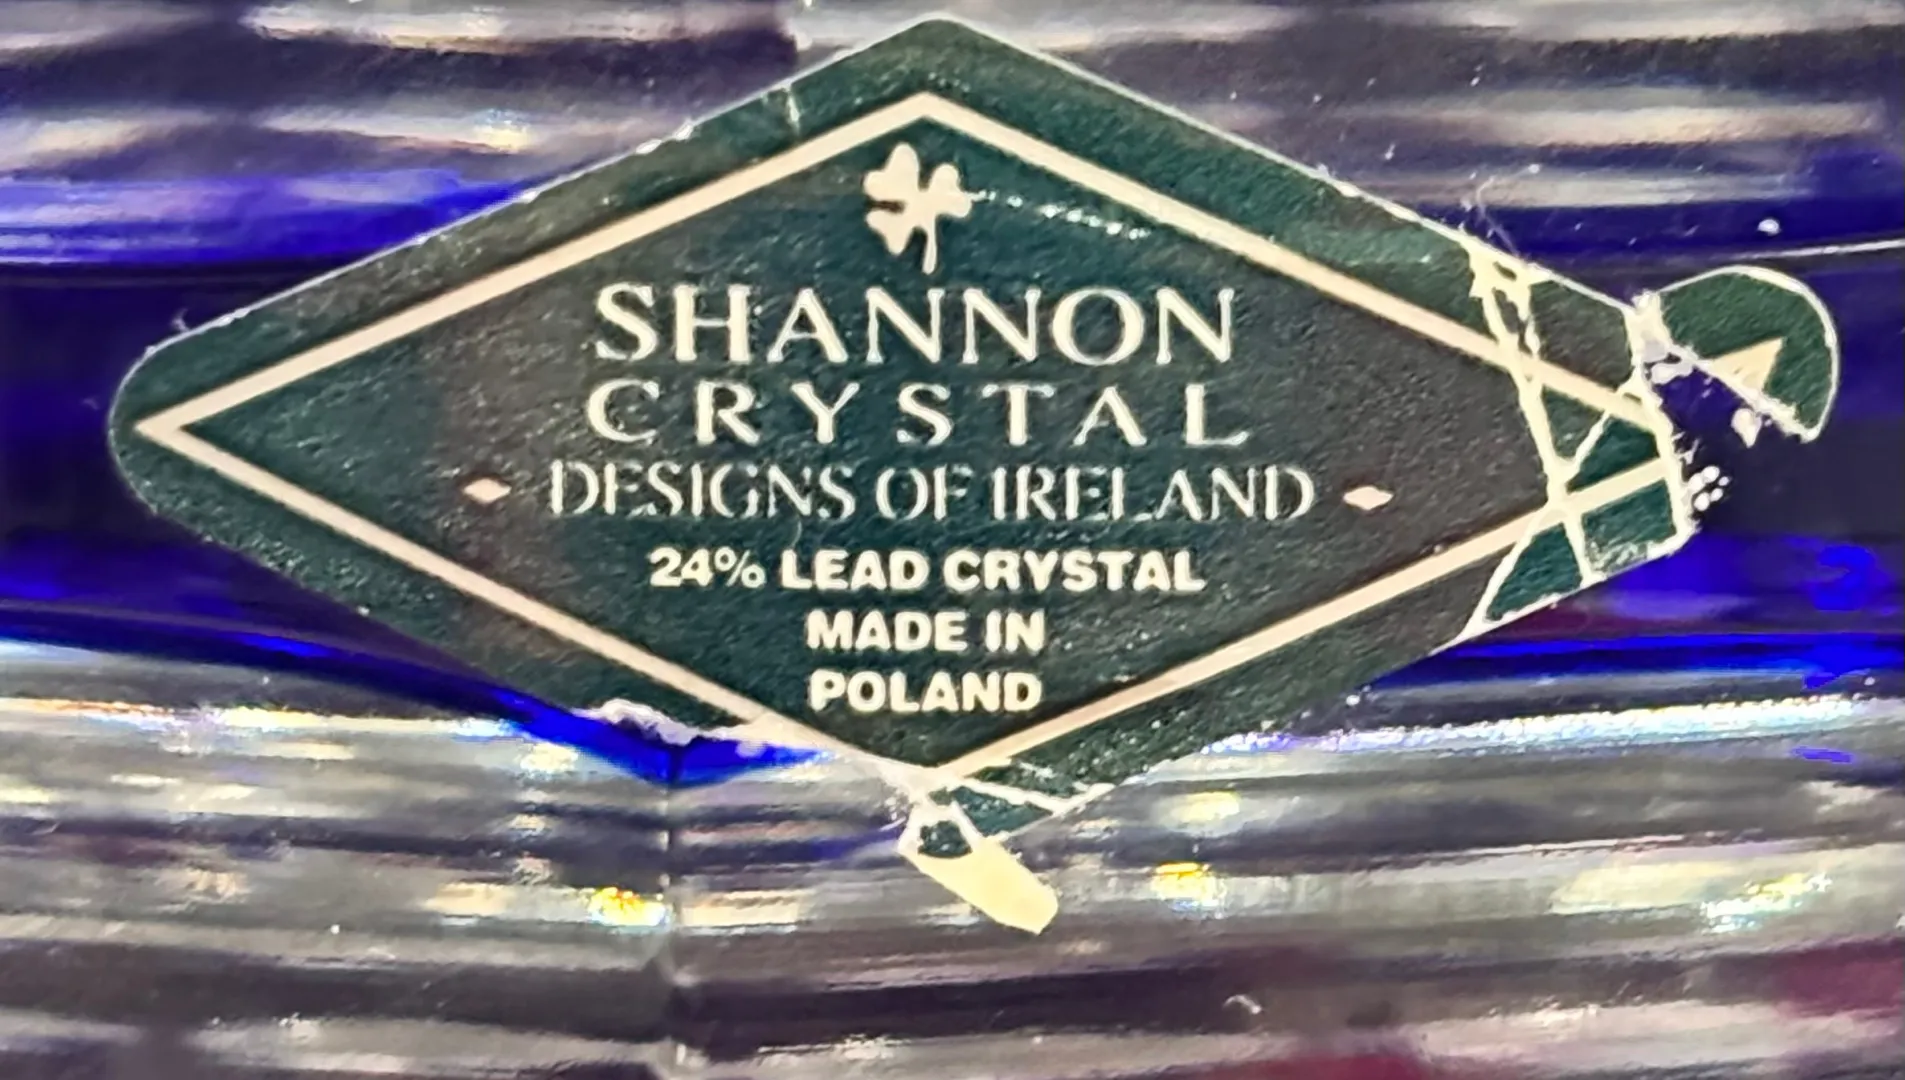 SHANNON
CRYSTAL
DESIGNS OF IRELAND
24% LEAD CRYSTAL
MADE IN
POLAND